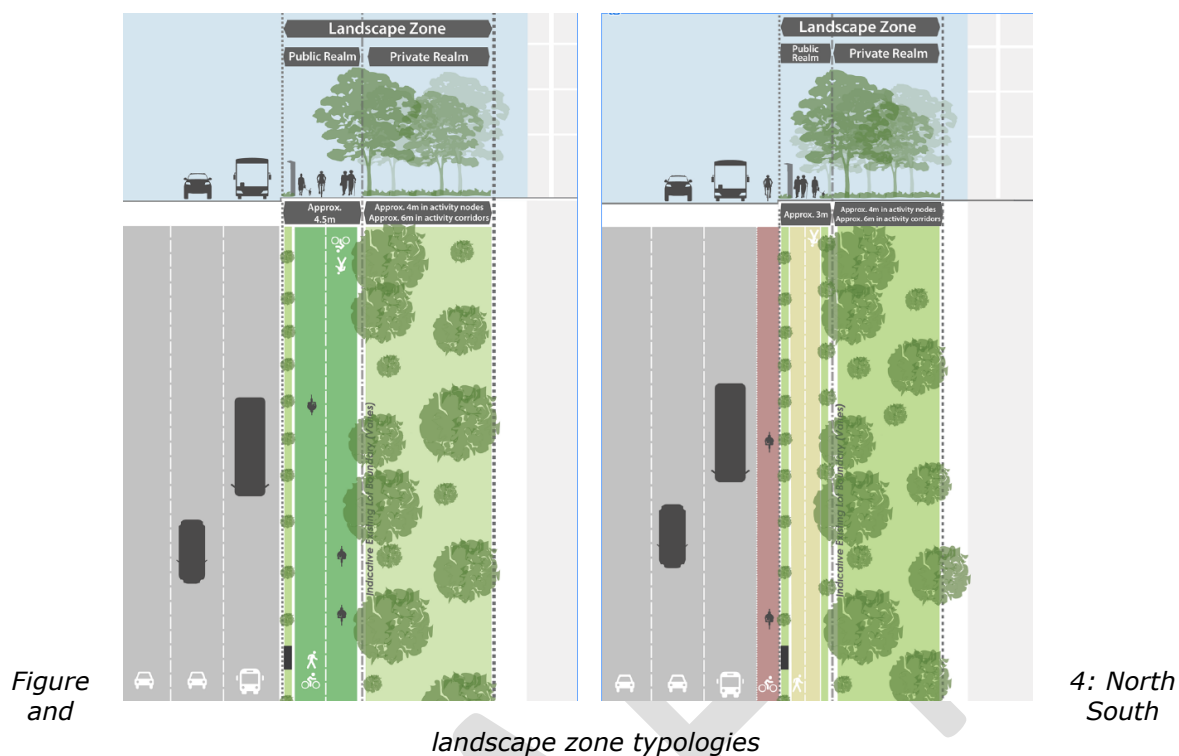 Landscape Zone
Public Realm
Private Realm
Approx.
4.5m
Approx. 4m in activity nodes
Approx. 6m in activity corridors
Indicative Existing Lot Boundary (Varies)
Landscape Zone
Public
Realm
Private Realm
Approx. 3m
Approx. 4m in activity nodes
Approx. 6m in activity corridors
Indicative Existing Lot Boundary (Varies)
Figure 4: North
and South
landscape zone typologies